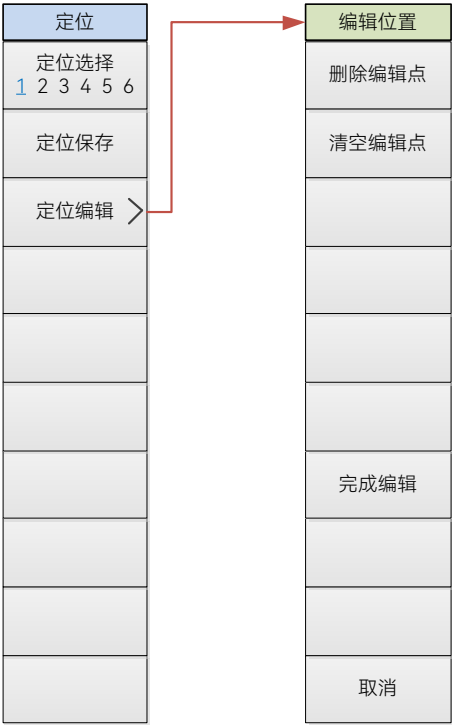 定位
定位选择
1 2 3 4 5 6
定位保存
定位编辑
编辑位置
删除编辑点
清空编辑点
完成编辑
取消